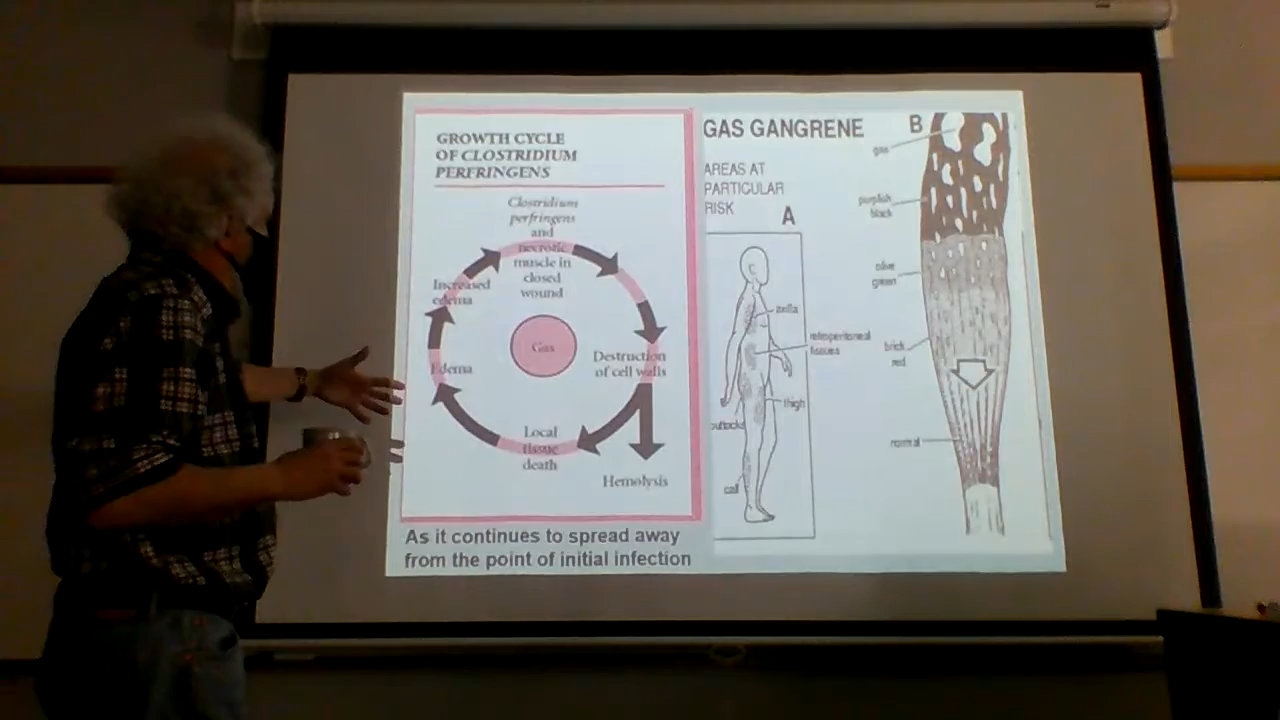 GROWTH CYCLE
OF CLOSTRIDIUM
PERFRINGENS
Clostridium
perfringens
and
necrotic
muscle in
closed
wound
Increased
edema
Gas
Destruction
of cell walls
Edema
Local
tissue
death
Hemolysis
As it continues to spread away
from the point of initial infection
GAS GANGRENE
AREAS AT
PARTICULAR
RISK
A
axilla
retroperitoneal
tissues
thigh
buttocks
calf
B
gas
purplish
black
olive
green
brick
red
normal